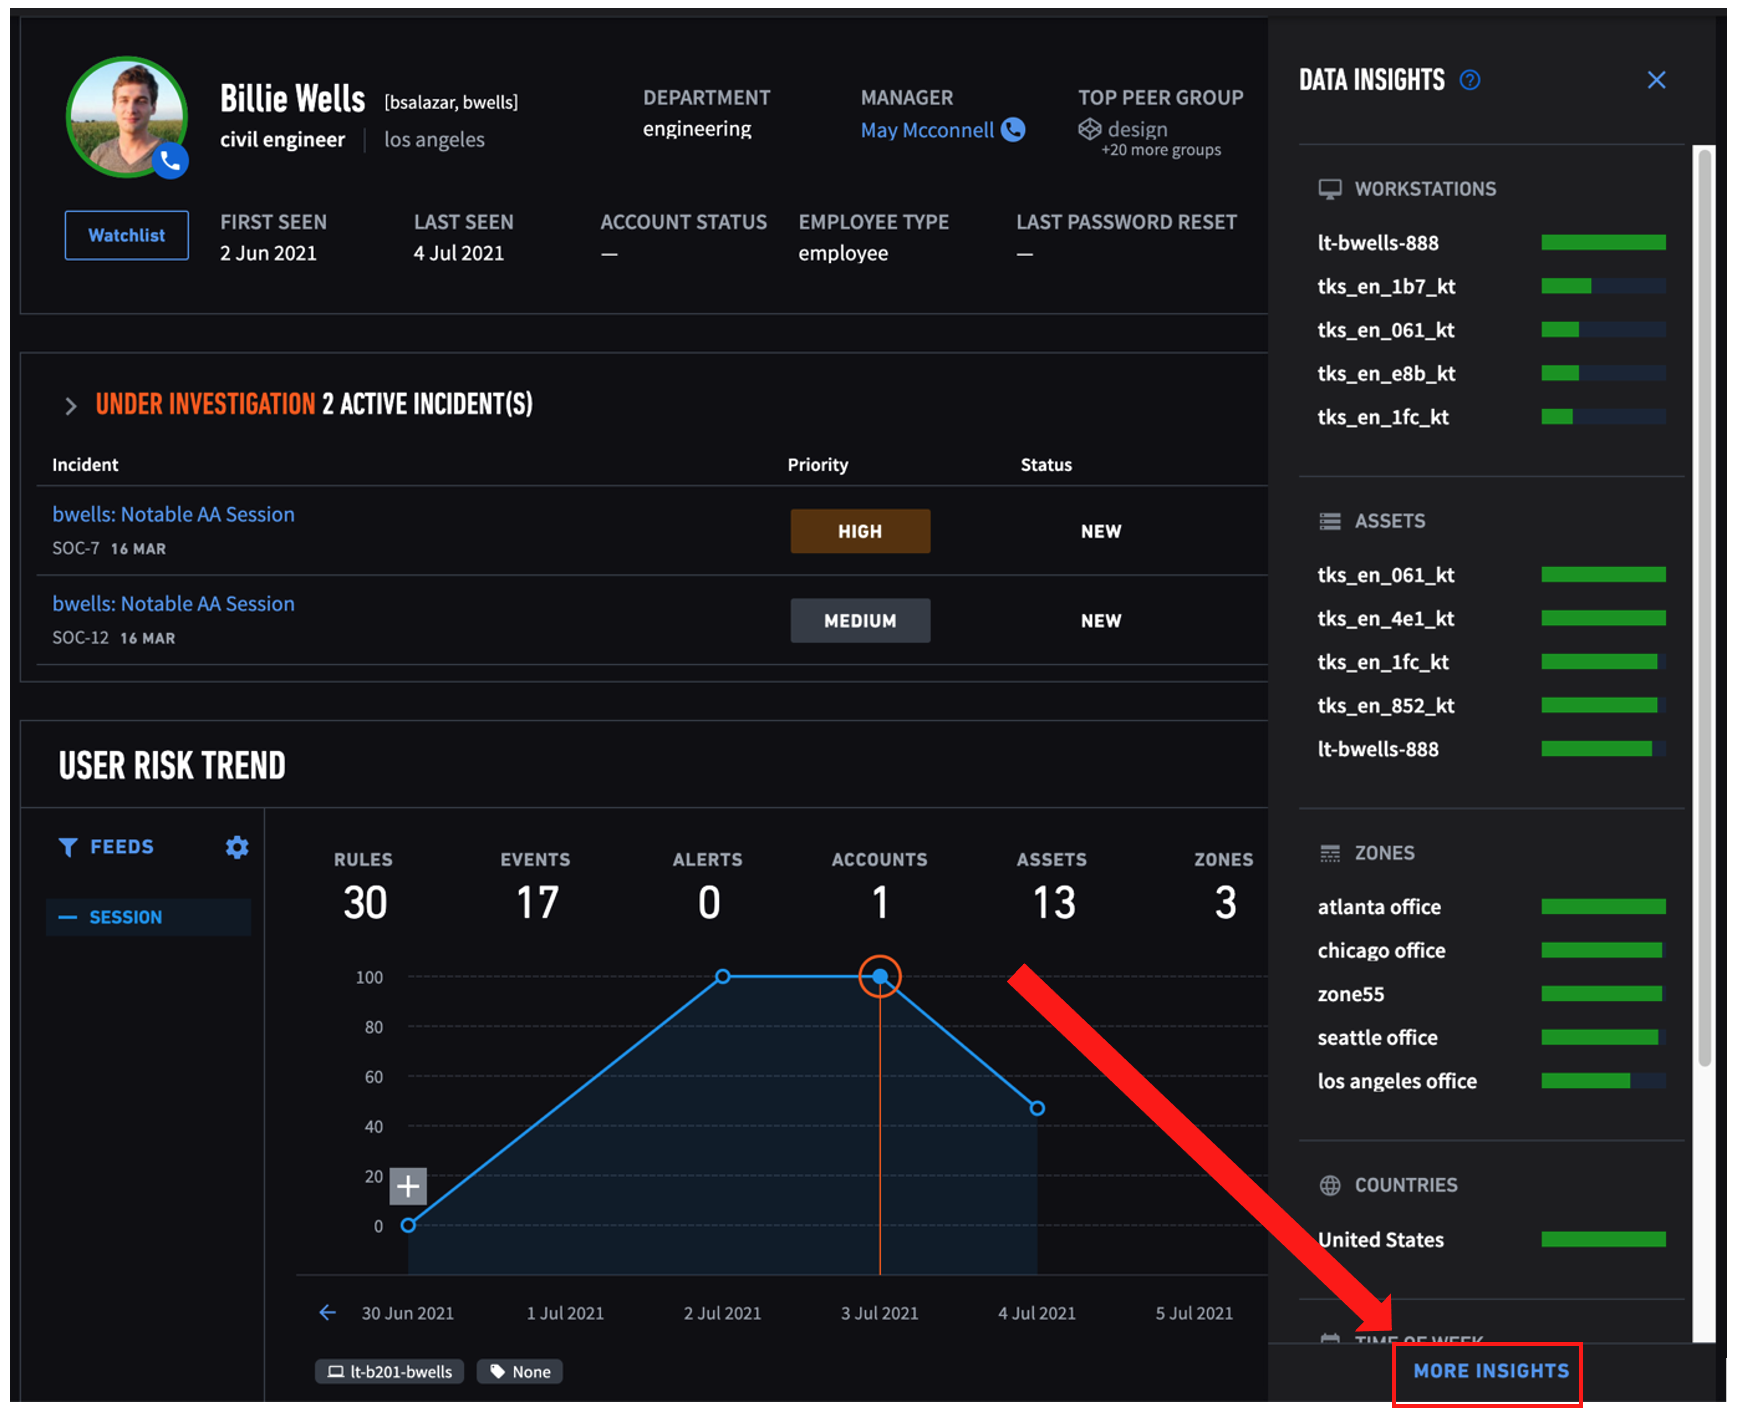 Billie Wells [bsalazar, bwells]
civil engineer los angeles
DEPARTMENT
engineering
MANAGER
May Mcconnell
TOP PEER GROUP
design
+20 more groups
Watchlist
FIRST SEEN
2 Jun 2021
LAST SEEN
4 Jul 2021
ACCOUNT STATUS
—
EMPLOYEE TYPE
employee
LAST PASSWORD RESET
—
UNDER INVESTIGATION 2 ACTIVE INCIDENT(S)
Incident Priority Status
bwells: Notable AA Session
SOC-7 16 MAR
HIGH
NEW
bwells: Notable AA Session
SOC-12 16 MAR
MEDIUM
NEW
USER RISK TREND
FEEDS
SESSION
RULES
30
EVENTS
17
ALERTS
0
ACCOUNTS
1
ASSETS
13
ZONES
3
100
80
60
40
20
0
30 Jun 2021 1 Jul 2021 2 Jul 2021 3 Jul 2021 4 Jul 2021 5 Jul 2021
lt-b201-bwells None
DATA INSIGHTS
WORKSTATIONS
lt-bwells-888
tks_en_1b7_kt
tks_en_061_kt
tks_en_e8b_kt
tks_en_1fc_kt
ASSETS
tks_en_061_kt
tks_en_4e1_kt
tks_en_1fc_kt
tks_en_852_kt
lt-bwells-888
ZONES
atlanta office
chicago office
zone55
seattle office
los angeles office
COUNTRIES
United States
TIME OF WEEK
MORE INSIGHTS